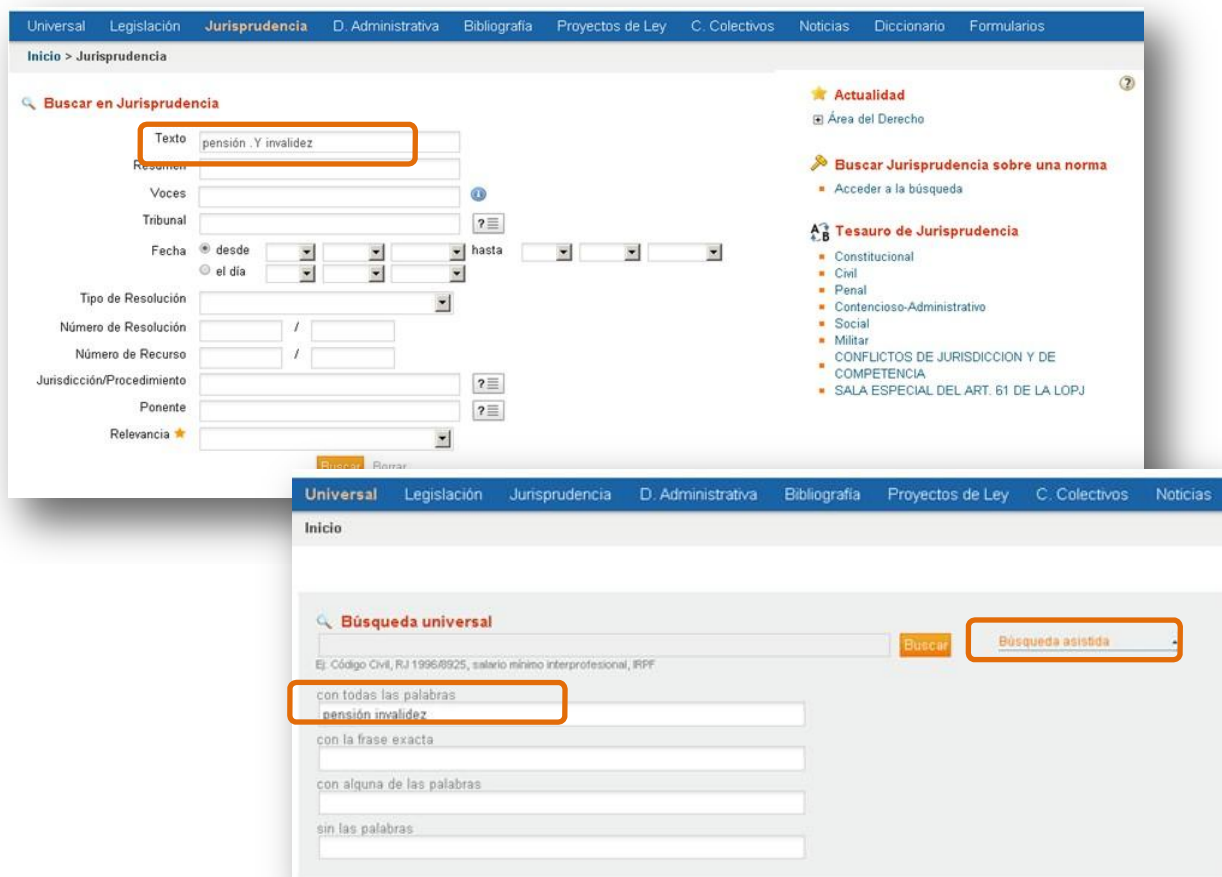 Universal Legislación Jurisprudencia D. Administrativa Bibliografía Proyectos de Ley C. Colectivos Noticias Diccionario Formularios
Inicio > Jurisprudencia
Buscar en Jurisprudencia
Texto pensión .Y invalidez
Resumen
Voces
Tribunal
Fecha desde hasta
el día
Tipo de Resolución
Número de Resolución /
Número de Recurso /
Jurisdicción/Procedimiento
Ponente
Relevancia
Buscar Borrar
Actualidad
Área del Derecho
Buscar Jurisprudencia sobre una norma
Acceder a la búsqueda
Tesauro de Jurisprudencia
Constitucional
Civil
Penal
Contencioso-Administrativo
Social
Militar
CONFLICTOS DE JURISDICCION Y DE
COMPETENCIA
SALA ESPECIAL DEL ART. 61 DE LA LOPJ
Universal Legislación Jurisprudencia D. Administrativa Bibliografía Proyectos de Ley C. Colectivos Noticias
Inicio
Búsqueda universal
Buscar Búsqueda asistida
Ej: Código Civil, RJ 1996/8925, salario mínimo interprofesional, IRPF
con todas las palabras
pensión invalidez
con la frase exacta
con alguna de las palabras
sin las palabras